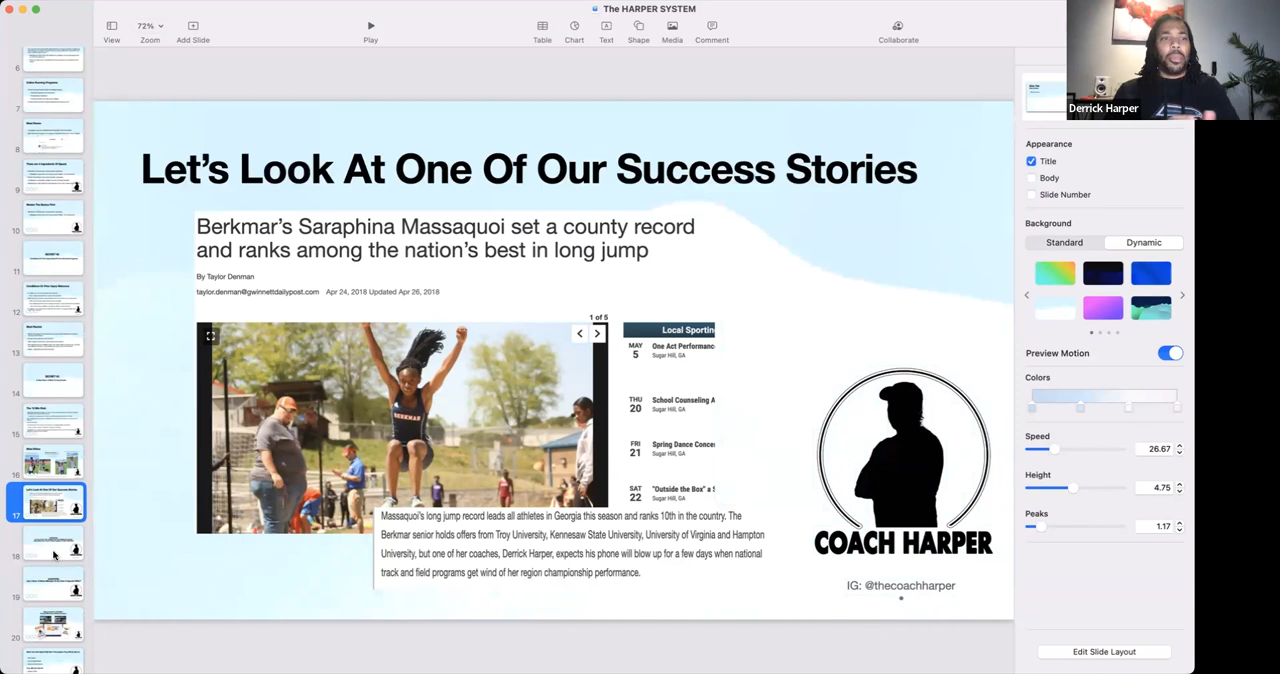 The HARPER SYSTEM
72%
View
Zoom
Add Slide
Play
Table
Chart
Text
Shape
Media
Comment
Collaborate
Derrick Harper
6
7
8
9
10
11
12
13
14
15
16
17
18
19
20
Let's Look At One Of Our Success Stories
Berkmar's Saraphina Massaquoi set a county record
and ranks among the nation's best in long jump
By Taylor Denman
taylor.denman@gwinnettdailypost.com Apr 24, 2018 Updated Apr 26, 2018
1 of 5
BERKMAR
Local Sportin
MAY
5
One Act Performanc
Sugar Hill, GA
THU
20
School Counseling A
Sugar Hill, GA
FRI
21
Spring Dance Conce
Sugar Hill, GA
SAT
22
"Outside the Box" a S
Sugar Hill, GA
Massaquoi's long jump record leads all athletes in Georgia this season and ranks 10th in the country. The
Berkmar senior holds offers from Troy University, Kennesaw State University, University of Virginia and Hampton
University, but one of her coaches, Derrick Harper, expects his phone will blow up for a few days when national
track and field programs get wind of her region championship performance.
COACH HARPER
IG: @thecoachharper
Appearance
Title
Body
Slide Number
Background
Standard
Dynamic
Preview Motion
Colors
Speed
26.67
Height
4.75
Peaks
1.17
Edit Slide Layout